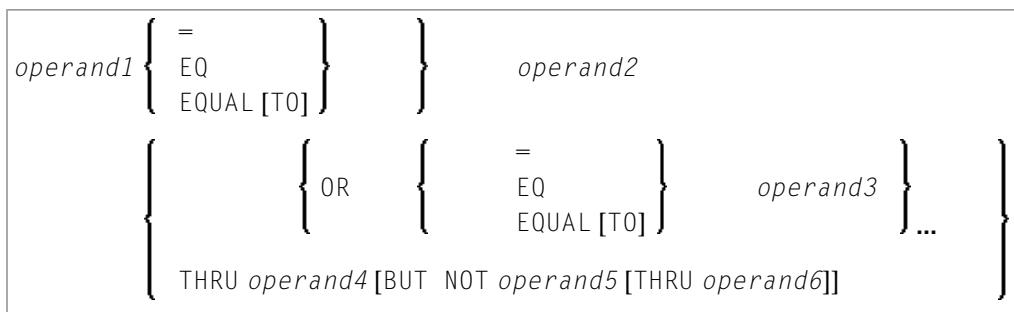 =
operand1 EQ operand2
EQUAL [TO]
=
OR EQ operand3
EQUAL [TO] ...
THRU operand4 [BUT NOT operand5 [THRU operand6]]